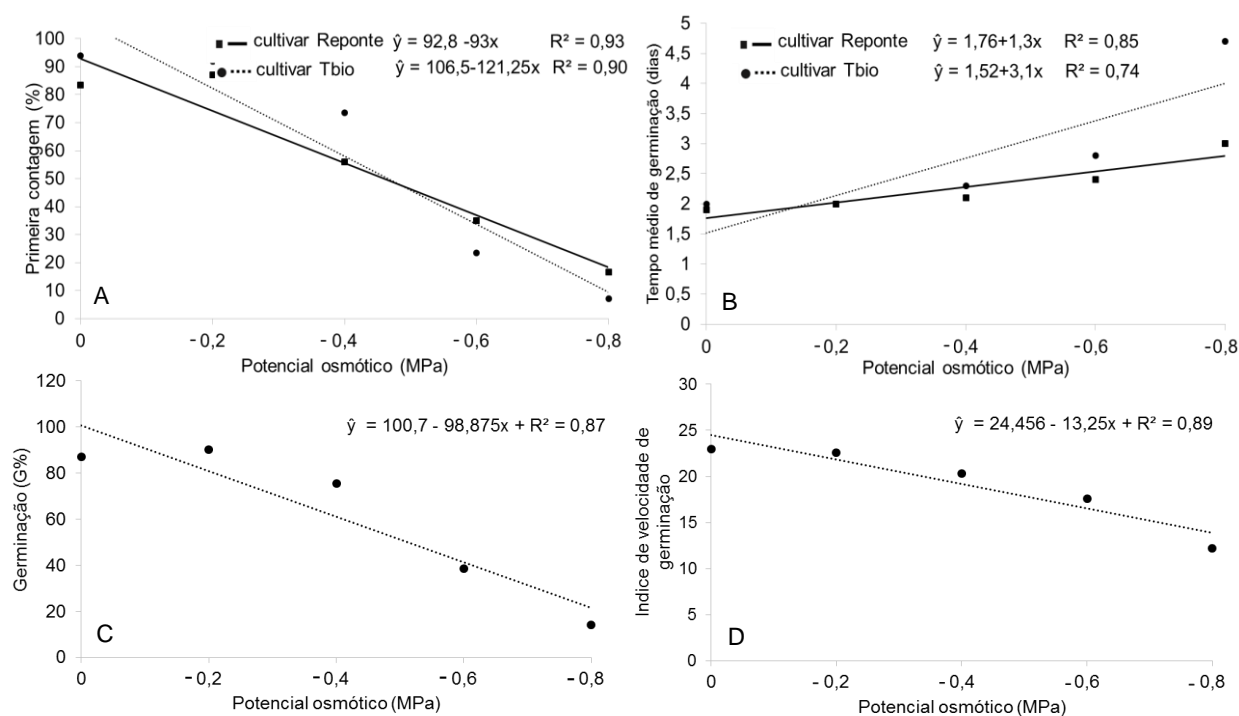 cultivar Reponte ŷ = 92,8 -93x R² = 0,93
cultivar Tbio ŷ = 106,5-121,25x R² = 0,90
Primeira contagem (%)
100
90
80
70
60
50
40
30
20
10
0
A
0 - 0,2 - 0,4 - 0,6 - 0,8
Potencial osmótico (MPa)
cultivar Reponte ŷ = 1,76+1,3x R² = 0,85
cultivar Tbio ŷ = 1,52+3,1x R² = 0,74
Tempo médio de germinação (dias)
5
4,5
4
3,5
3
2,5
2
1,5
1
0,5
0
B
0 - 0,2 - 0,4 - 0,6 - 0,8
Potencial osmótico (MPa)
ŷ = 100,7 - 98,875x + R² = 0,87
Germinação (G%)
120
100
80
60
40
20
0
C
0 - 0,2 - 0,4 - 0,6 - 0,8
Potencial osmótico (MPa)
ŷ = 24,456 - 13,25x + R² = 0,89
Indice de velocidade de
germinação
30
25
20
15
10
5
0
D
0 - 0,2 - 0,4 - 0,6 - 0,8
Potencial osmótico (MPa)